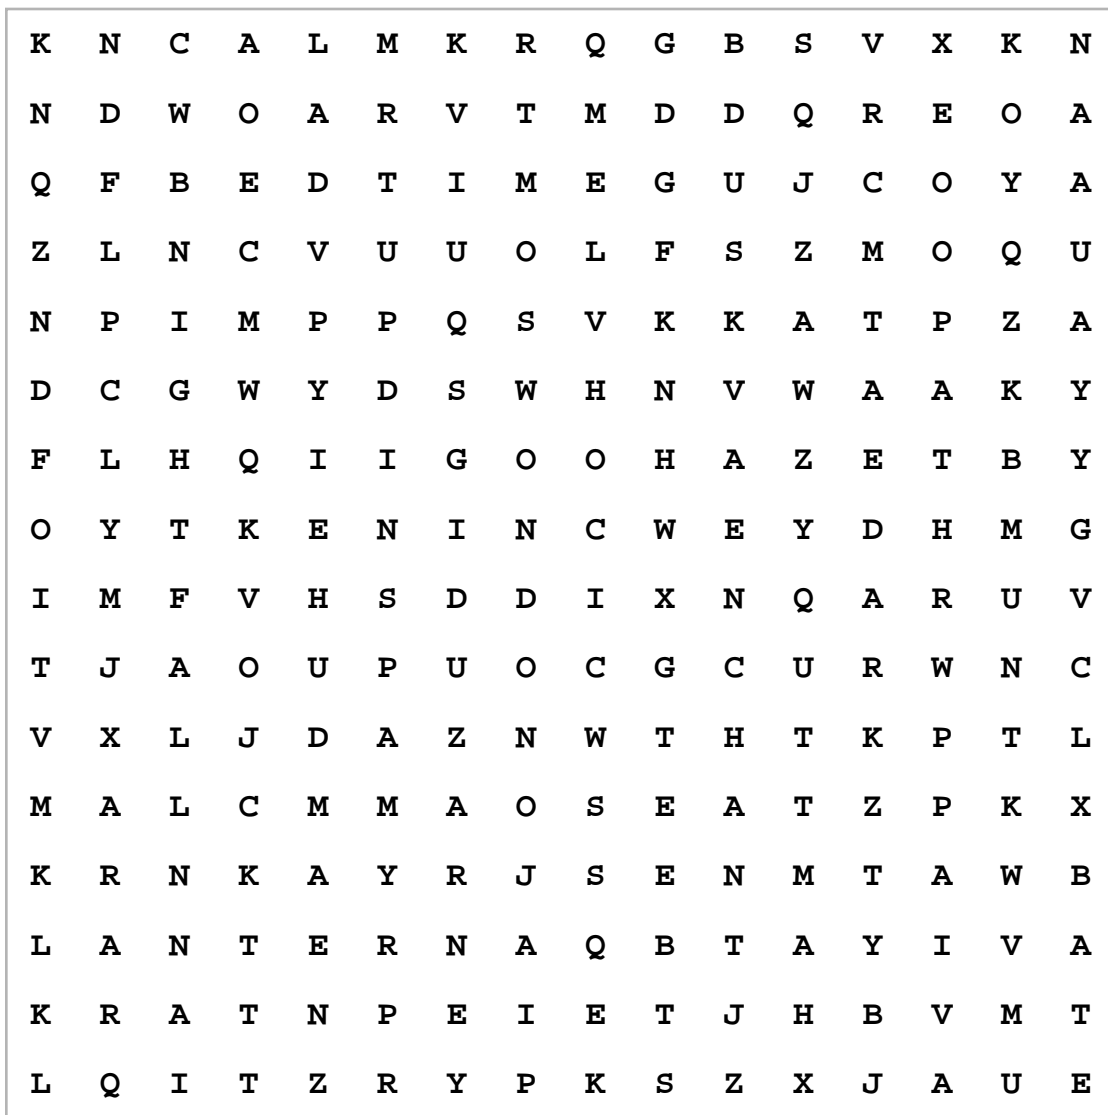 K N C A L M K R Q G B S V X K N
N D W O A R V T M D D Q R E O A
Q F B E D T I M E G U J C O Y A
Z L N C V U U O L F S Z M O Q U
N P I M P P Q S V K K A T P Z A
D C G W Y D S W H N V W A A K Y
F L H Q I I G O O H A Z E T B Y
O Y T K E N I N C W E Y D H M G
I M F V H S D D I X N Q A R U V
T J A O U P U O C G C U R W N C
V X L J D A Z N W T H T K P T L
M A L C M M A O S E A T Z P K X
K R N K A Y R J S E N M T A W B
L A N T E R N A Q B T A Y I V A
K R A T N P E I E T J H B V M T
L Q I T Z R Y P K S Z X J A U E